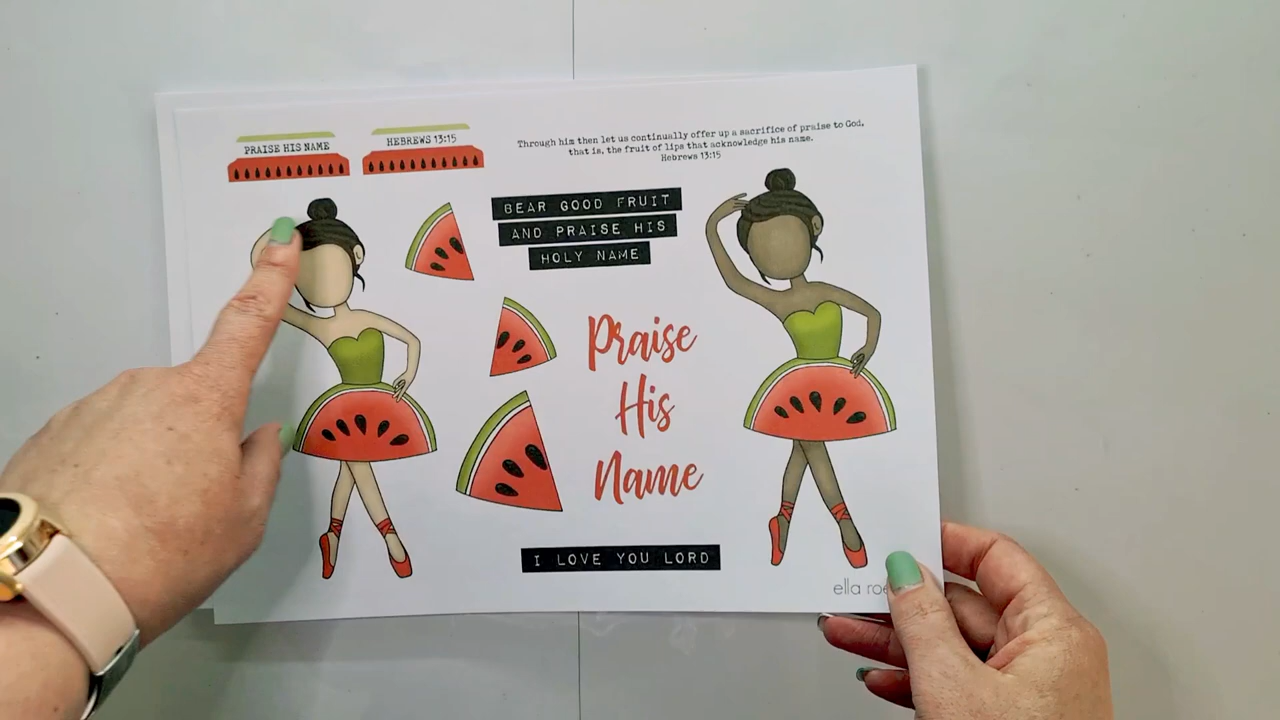 PRAISE HIS NAME
HEBREWS 13:15
Through him then let us continually offer up a sacrifice of praise to God,
that is, the fruit of lips that acknowledge his name.
Hebrews 13:15
BEAR GOOD FRUIT
AND PRAISE HIS
HOLY NAME
Praise
His
Name
I LOVE YOU LORD
ella